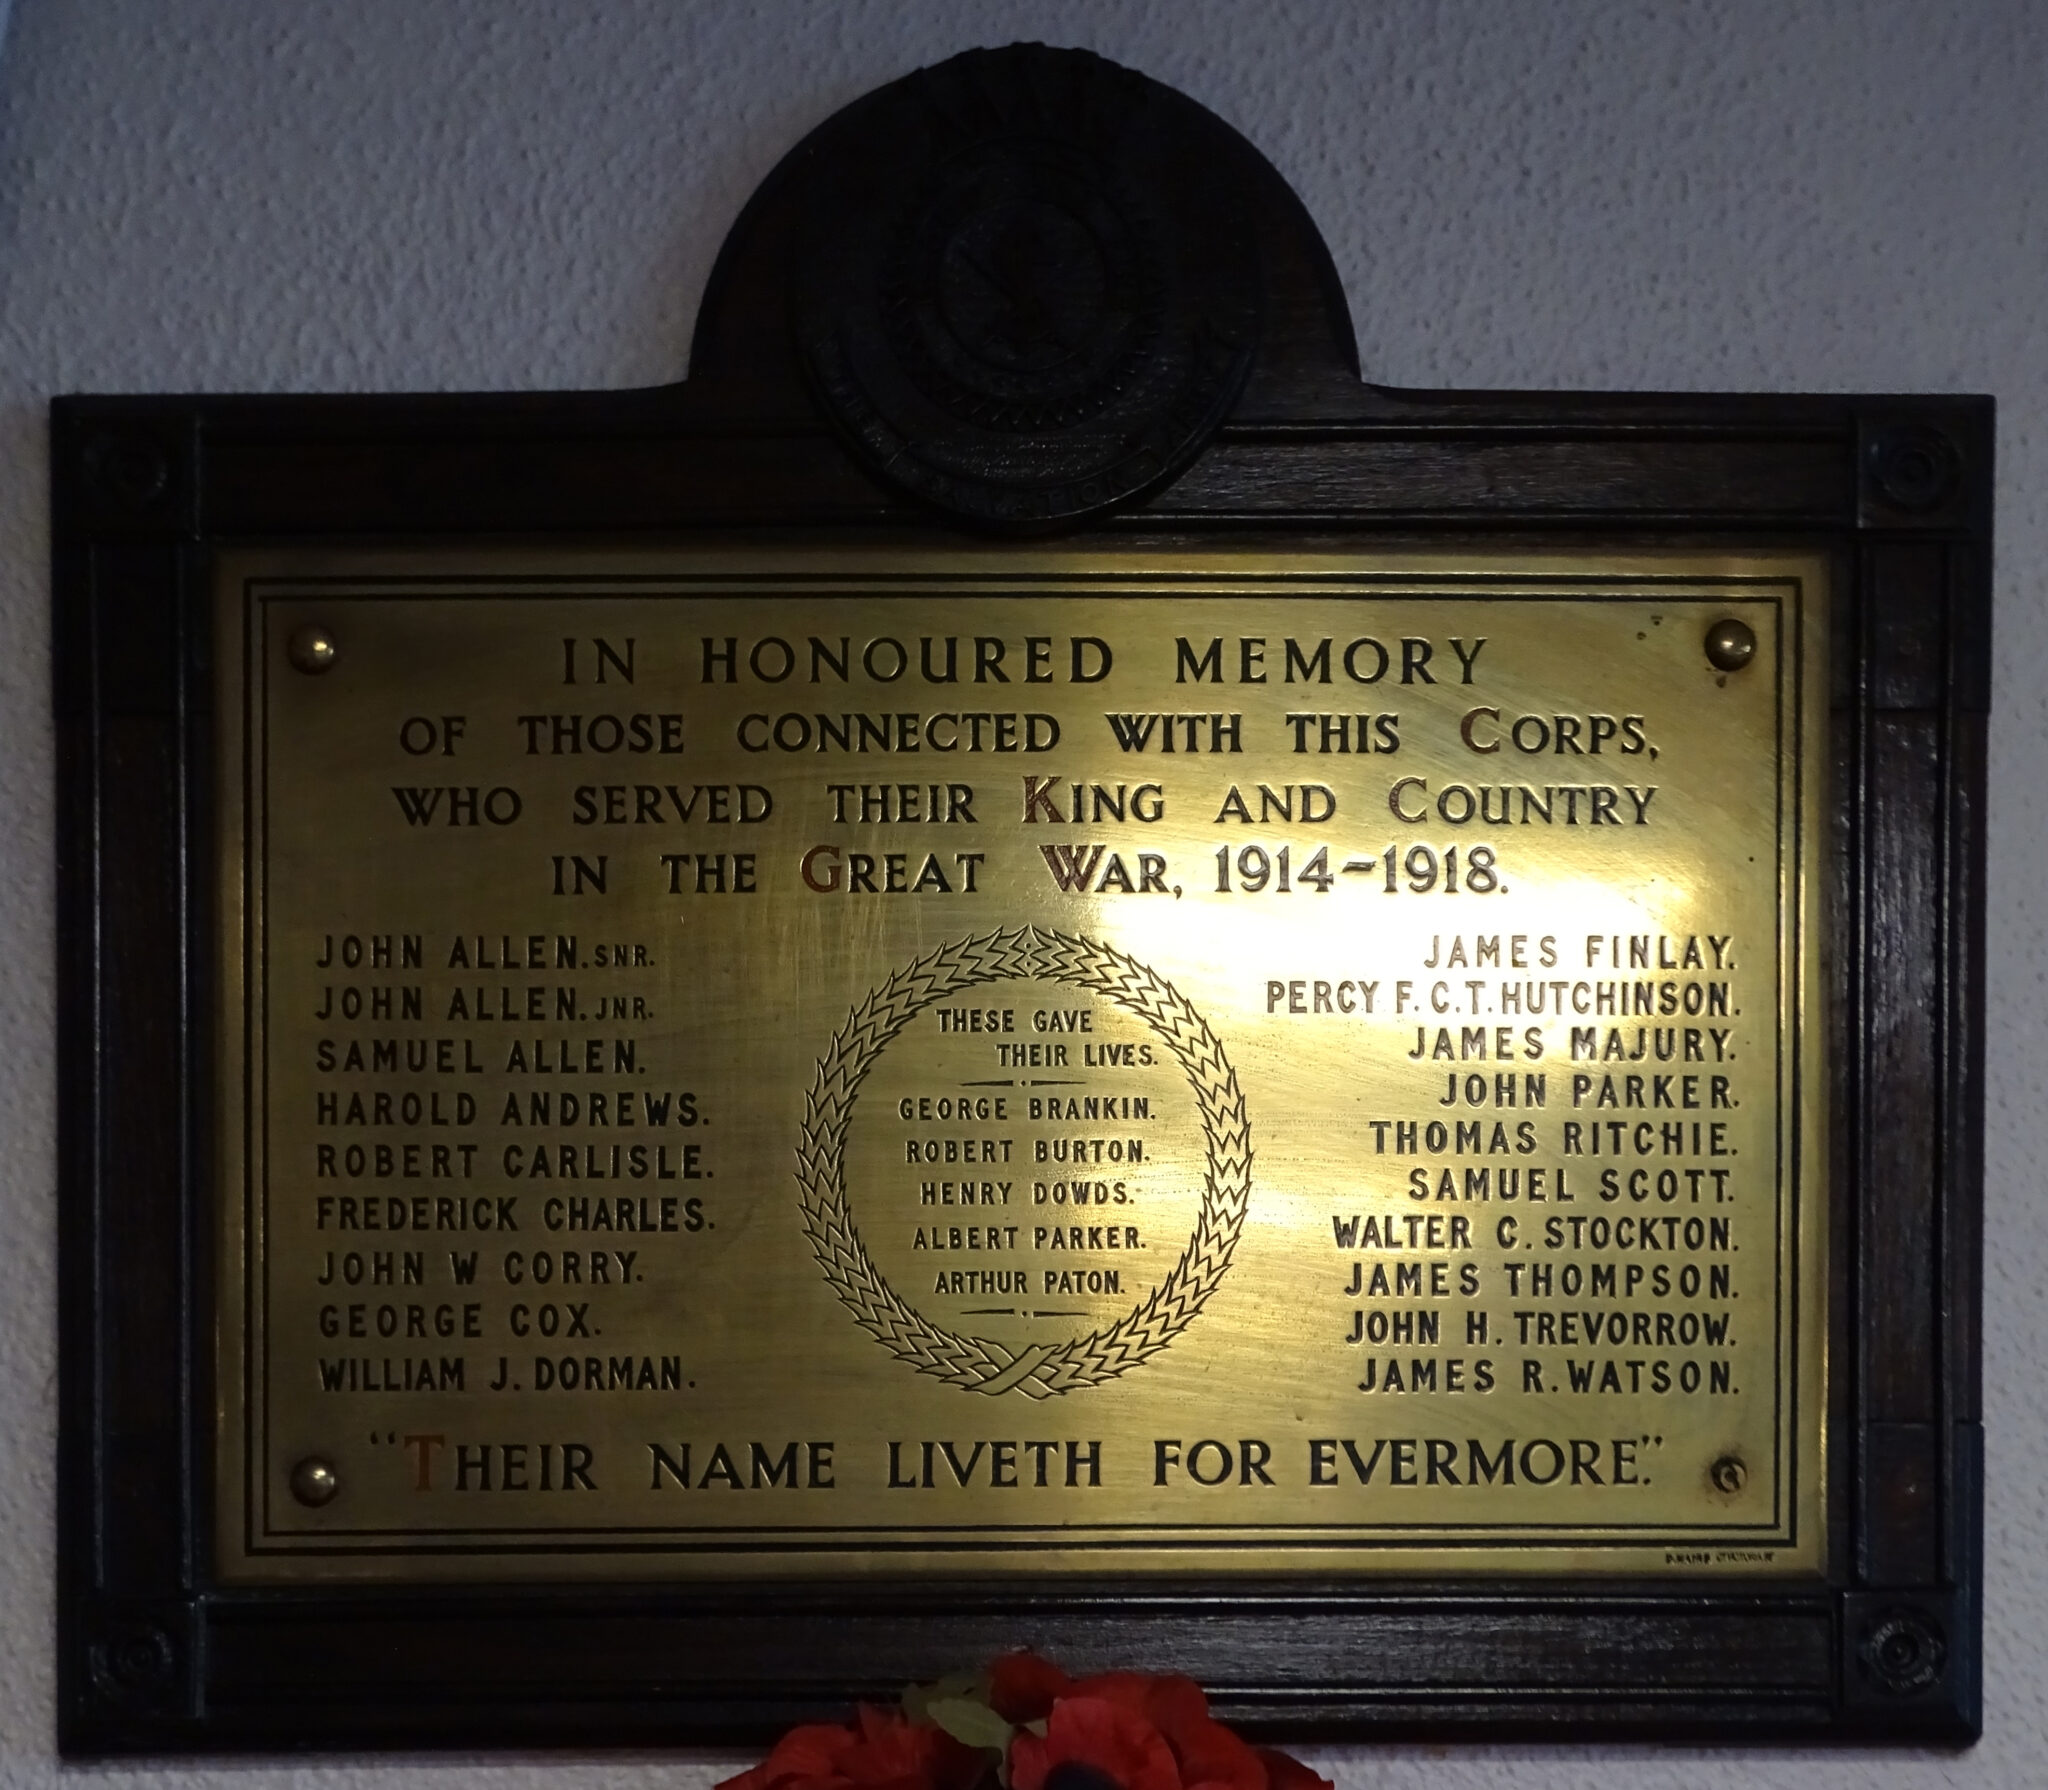 IN HONOURED MEMORY
OF THOSE CONNECTED WITH THIS CORPS,
WHO SERVED THEIR KING AND COUNTRY
IN THE GREAT WAR, 1914-1918.
JOHN ALLEN. SNR.
JOHN ALLEN. JNR.
SAMUEL ALLEN.
HAROLD ANDREWS.
ROBERT CARLISLE.
FREDERICK CHARLES.
JOHN W CORRY.
GEORGE COX.
WILLIAM J. DORMAN.
THESE GAVE
THEIR LIVES.
GEORGE BRANKIN.
ROBERT BURTON.
HENRY DOWDS.
ALBERT PARKER.
ARTHUR PATON.
JAMES FINLAY.
PERCY F. C. T. HUTCHINSON.
JAMES MAJURY.
JOHN PARKER.
THOMAS RITCHIE.
SAMUEL SCOTT.
WALTER C. STOCKTON.
JAMES THOMPSON.
JOHN H. TREVORROW.
JAMES R. WATSON.
"THEIR NAME LIVETH FOR EVERMORE."